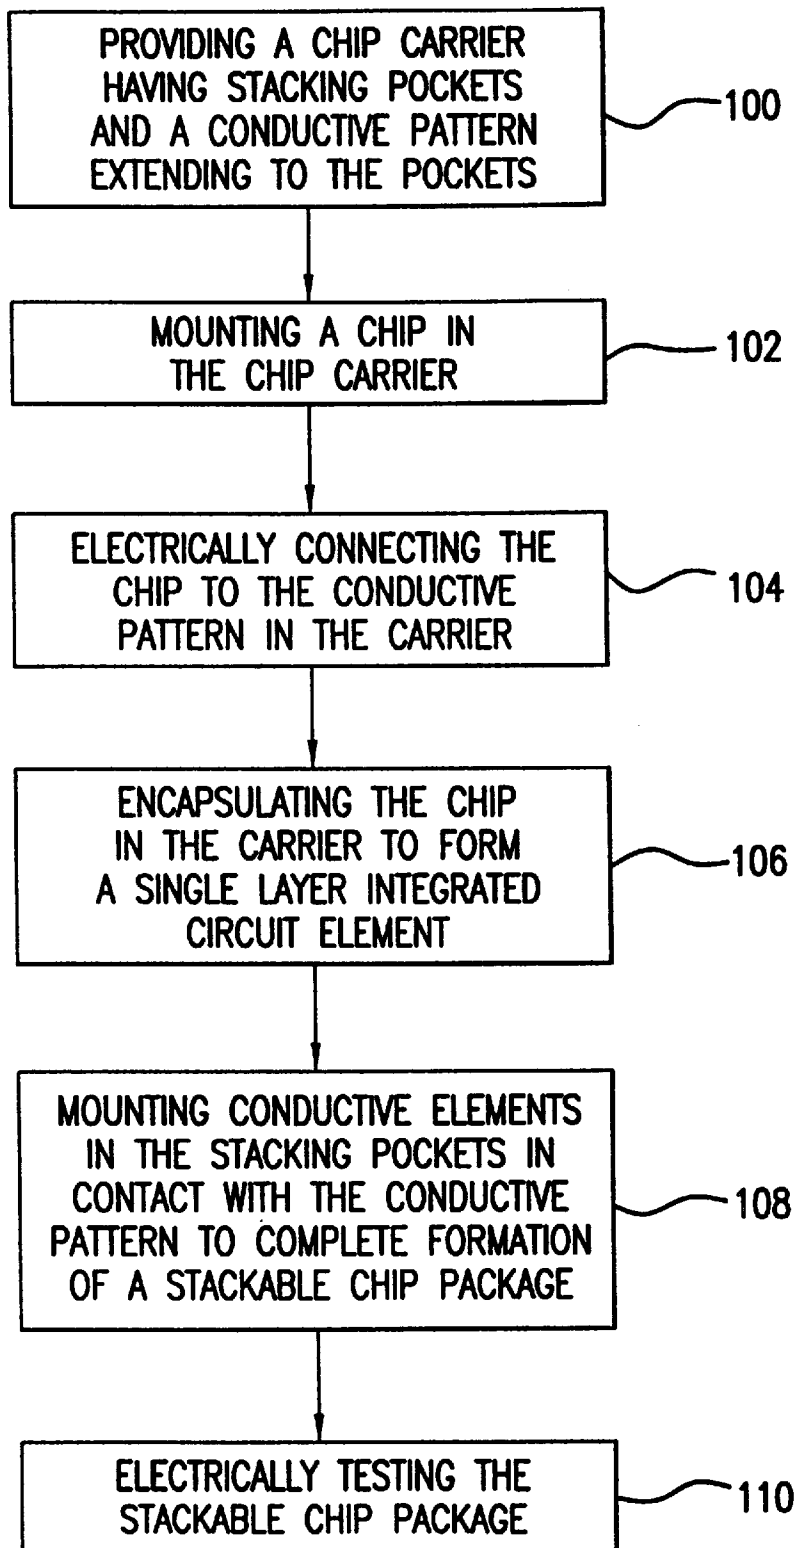 PROVIDING A CHIP CARRIER
HAVING STACKING POCKETS
AND A CONDUCTIVE PATTERN
EXTENDING TO THE POCKETS
100
MOUNTING A CHIP IN
THE CHIP CARRIER
102
ELECTRICALLY CONNECTING THE
CHIP TO THE CONDUCTIVE
PATTERN IN THE CARRIER
104
ENCAPSULATING THE CHIP
IN THE CARRIER TO FORM
A SINGLE LAYER INTEGRATED
CIRCUIT ELEMENT
106
MOUNTING CONDUCTIVE ELEMENTS
IN THE STACKING POCKETS IN
CONTACT WITH THE CONDUCTIVE
PATTERN TO COMPLETE FORMATION
OF A STACKABLE CHIP PACKAGE
108
ELECTRICALLY TESTING THE
STACKABLE CHIP PACKAGE
110